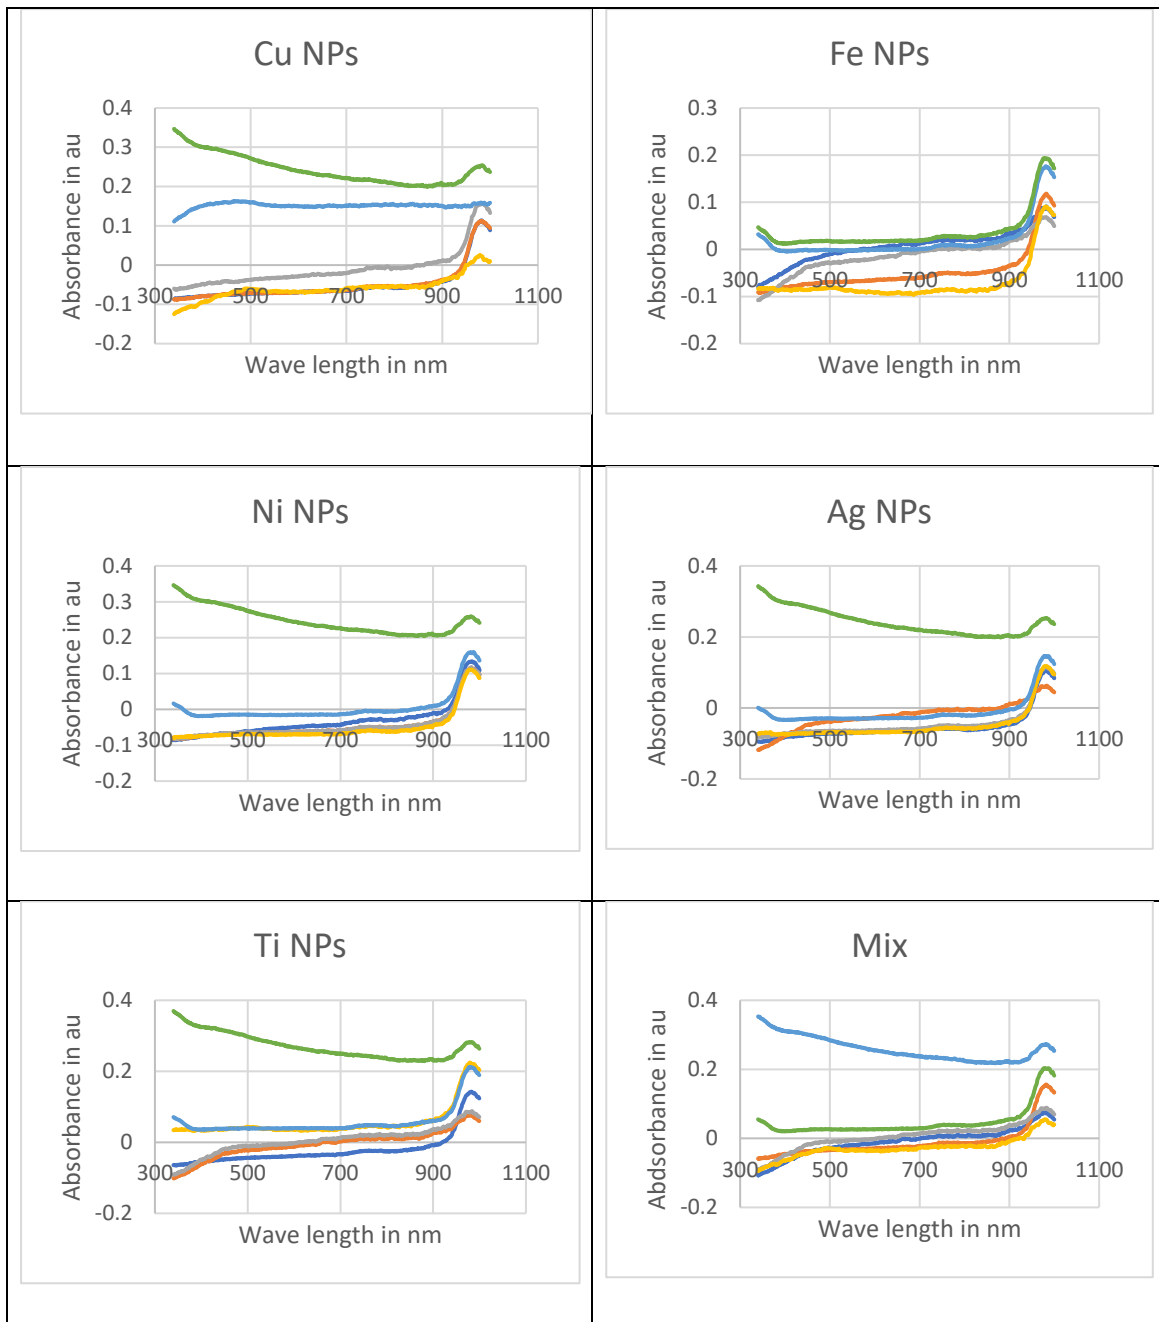 Cu NPs
0.4
0.3
0.2
0.1
0
-0.1
-0.2
300 500 700 900 1100
Absorbance in au
Wave length in nm
Fe NPs
0.3
0.2
0.1
0
-0.1
-0.2
300 500 700 900 1100
Absorbance in au
Wave length in nm
Ni NPs
0.4
0.3
0.2
0.1
0
-0.1
-0.2
300 500 700 900 1100
Absorbance in au
Wave length in nm
Ag NPs
0.4
0.2
0
-0.2
300 500 700 900 1100
Absorbance in au
Wave length in nm
Ti NPs
0.4
0.2
0
-0.2
300 500 700 900 1100
Absorbance in au
Wave length in nm
Mix
0.4
0.2
0
-0.2
300 500 700 900 1100
Abdsorbance in au
Wave length in nm